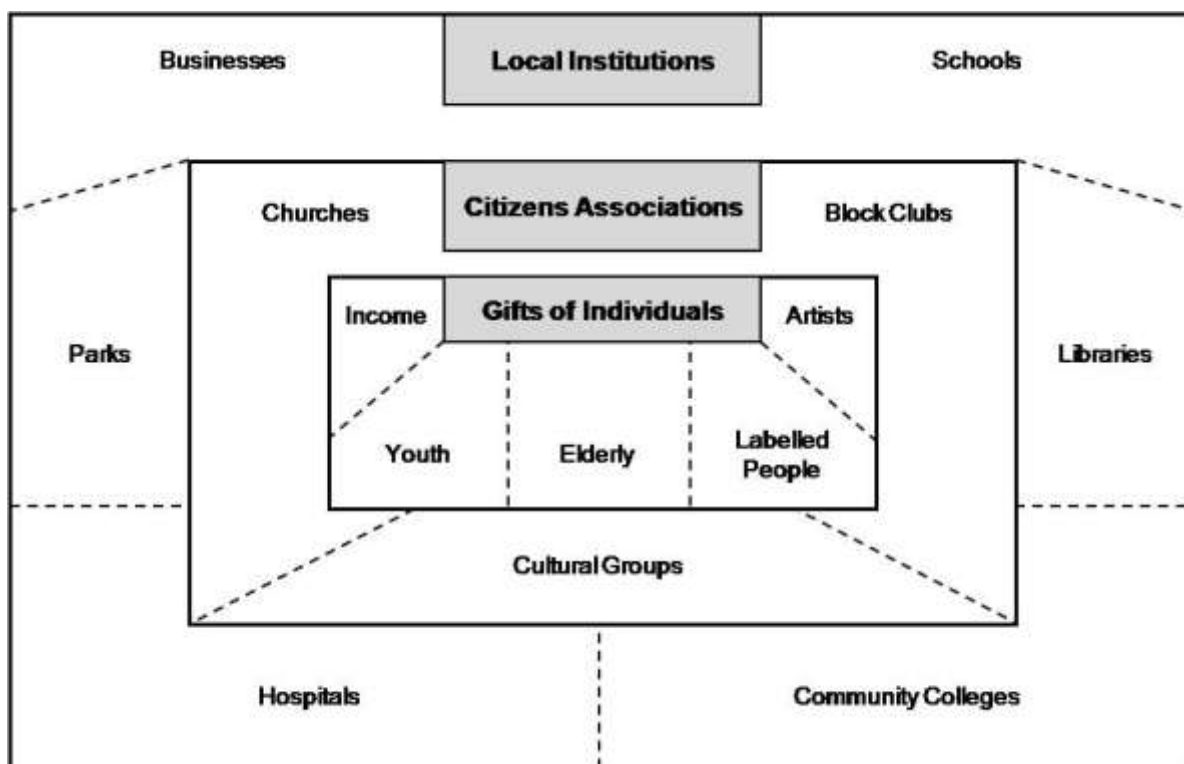 Businesses
Local Institutions
Schools
Churches
Citizens Associations
Block Clubs
Income
Gifts of Individuals
Artists
Parks
Libraries
Youth
Elderly
Labelled
People
Cultural Groups
Hospitals
Community Colleges